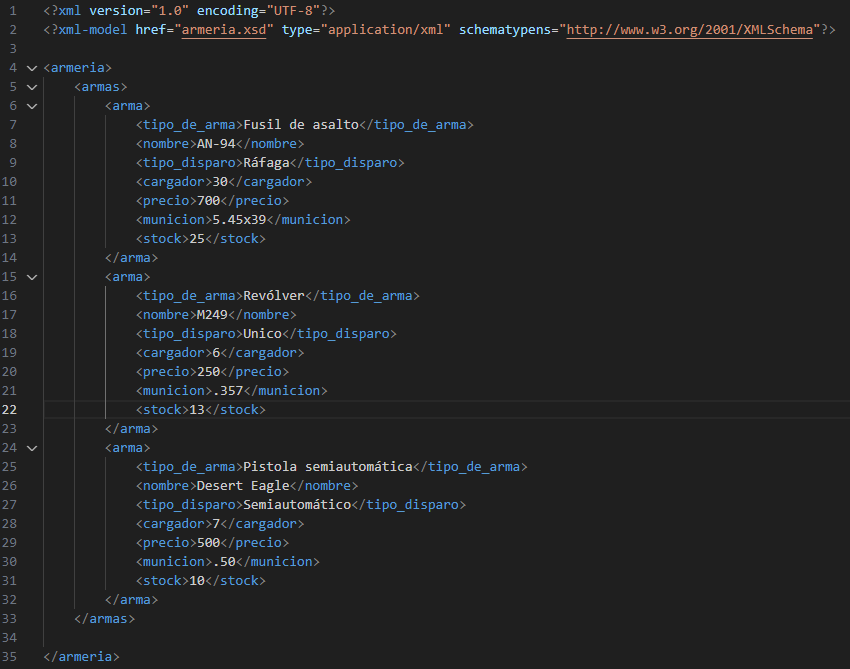 1 <?xml version="1.0" encoding="UTF-8"?>
2 <?xml-model href="armeria.xsd" type="application/xml" schematypens="http://www.w3.org/2001/XMLSchema"?>
3
4 <armeria>
5 <armas>
6 <arma>
7 <tipo_de_arma>Fusil de asalto</tipo_de_arma>
8 <nombre>AN-94</nombre>
9 <tipo_disparo>Ráfaga</tipo_disparo>
10 <cargador>30</cargador>
11 <precio>700</precio>
12 <municion>5.45x39</municion>
13 <stock>25</stock>
14 </arma>
15 <arma>
16 <tipo_de_arma>Revólver</tipo_de_arma>
17 <nombre>M249</nombre>
18 <tipo_disparo>Unico</tipo_disparo>
19 <cargador>6</cargador>
20 <precio>250</precio>
21 <municion>.357</municion>
22 <stock>13</stock>
23 </arma>
24 <arma>
25 <tipo_de_arma>Pistola semiautomática</tipo_de_arma>
26 <nombre>Desert Eagle</nombre>
27 <tipo_disparo>Semiautomático</tipo_disparo>
28 <cargador>7</cargador>
29 <precio>500</precio>
30 <municion>.50</municion>
31 <stock>10</stock>
32 </arma>
33 </armas>
34
35 </armeria>